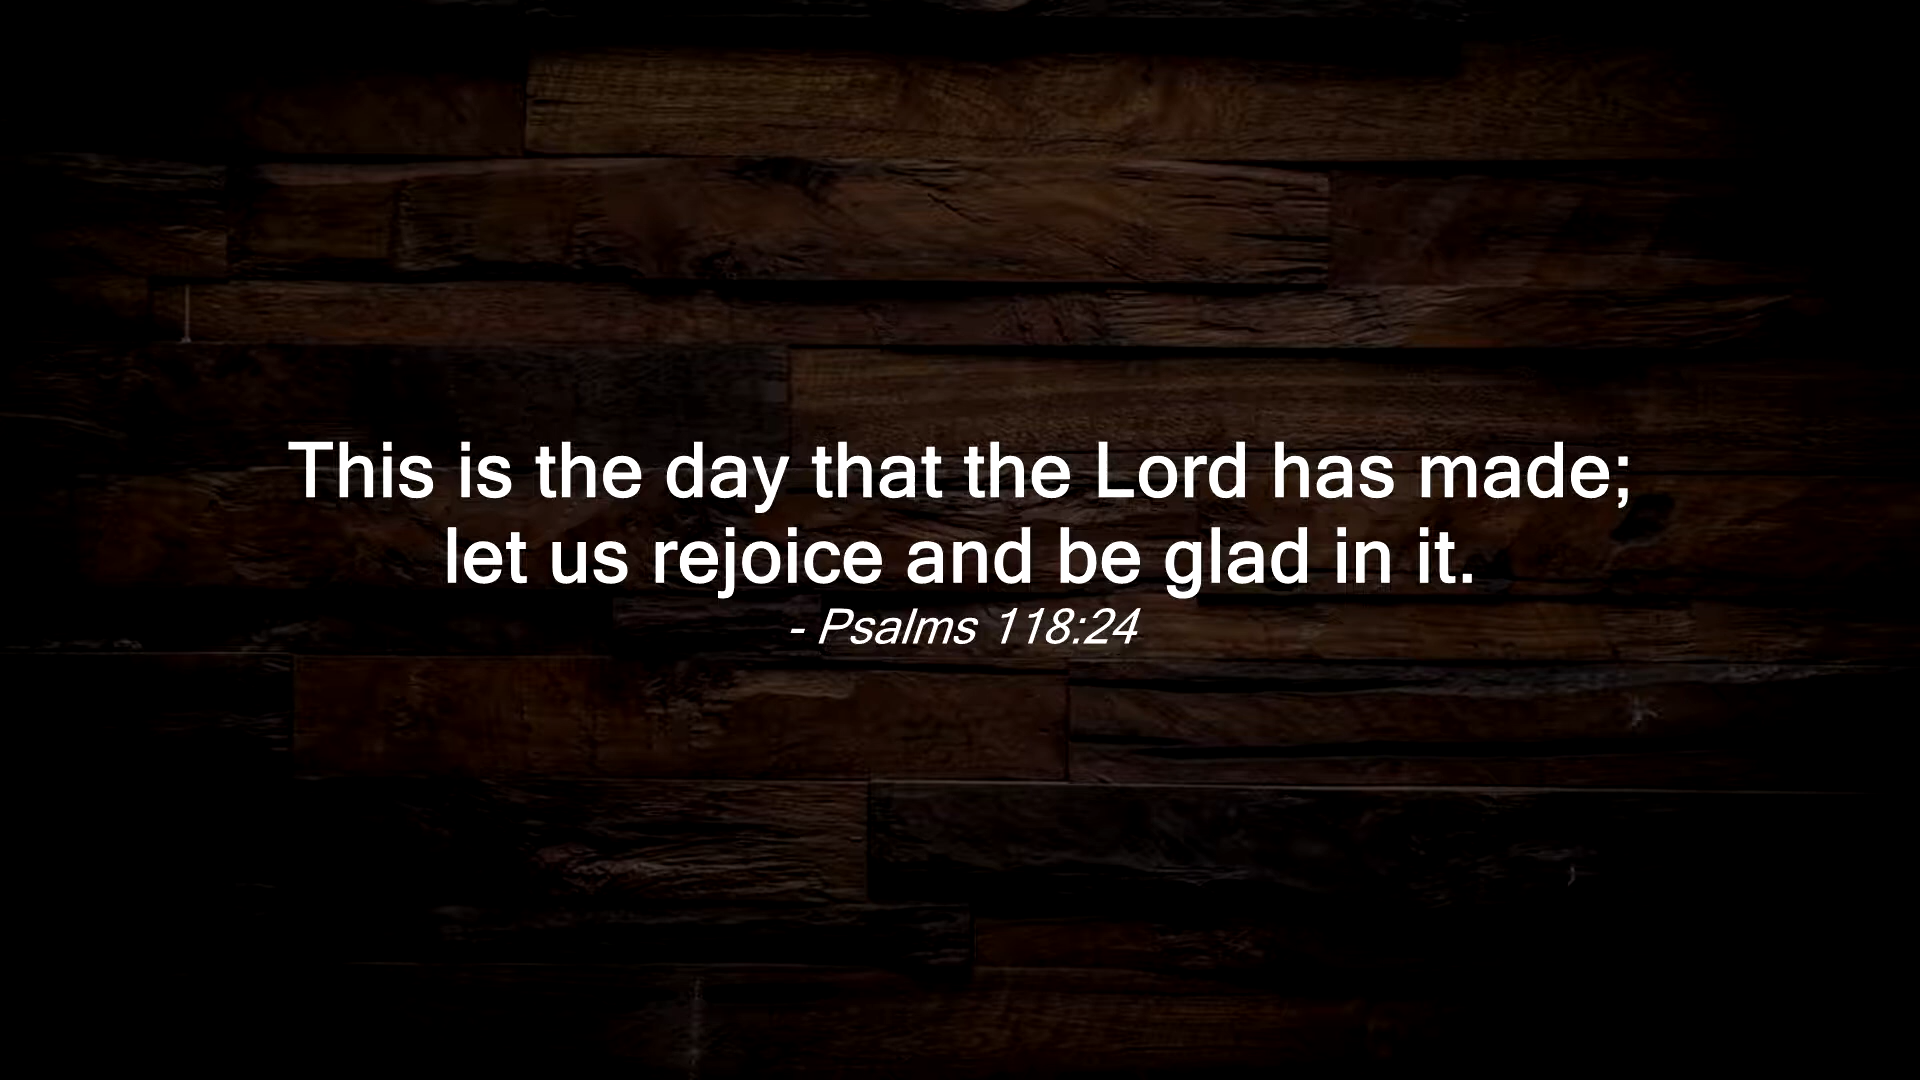 This is the day that the Lord has made;
let us rejoice and be glad in it.
- Psalms 118:24